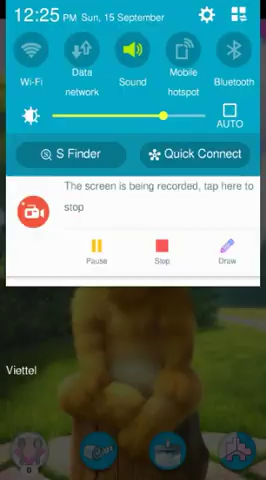 12:25 PM Sun, 15 September
Wi-Fi
Data network
Sound
Mobile hotspot
Bluetooth
AUTO
S Finder
Quick Connect
The screen is being recorded, tap here to
stop
Pause
Stop
Draw
Viettel
0